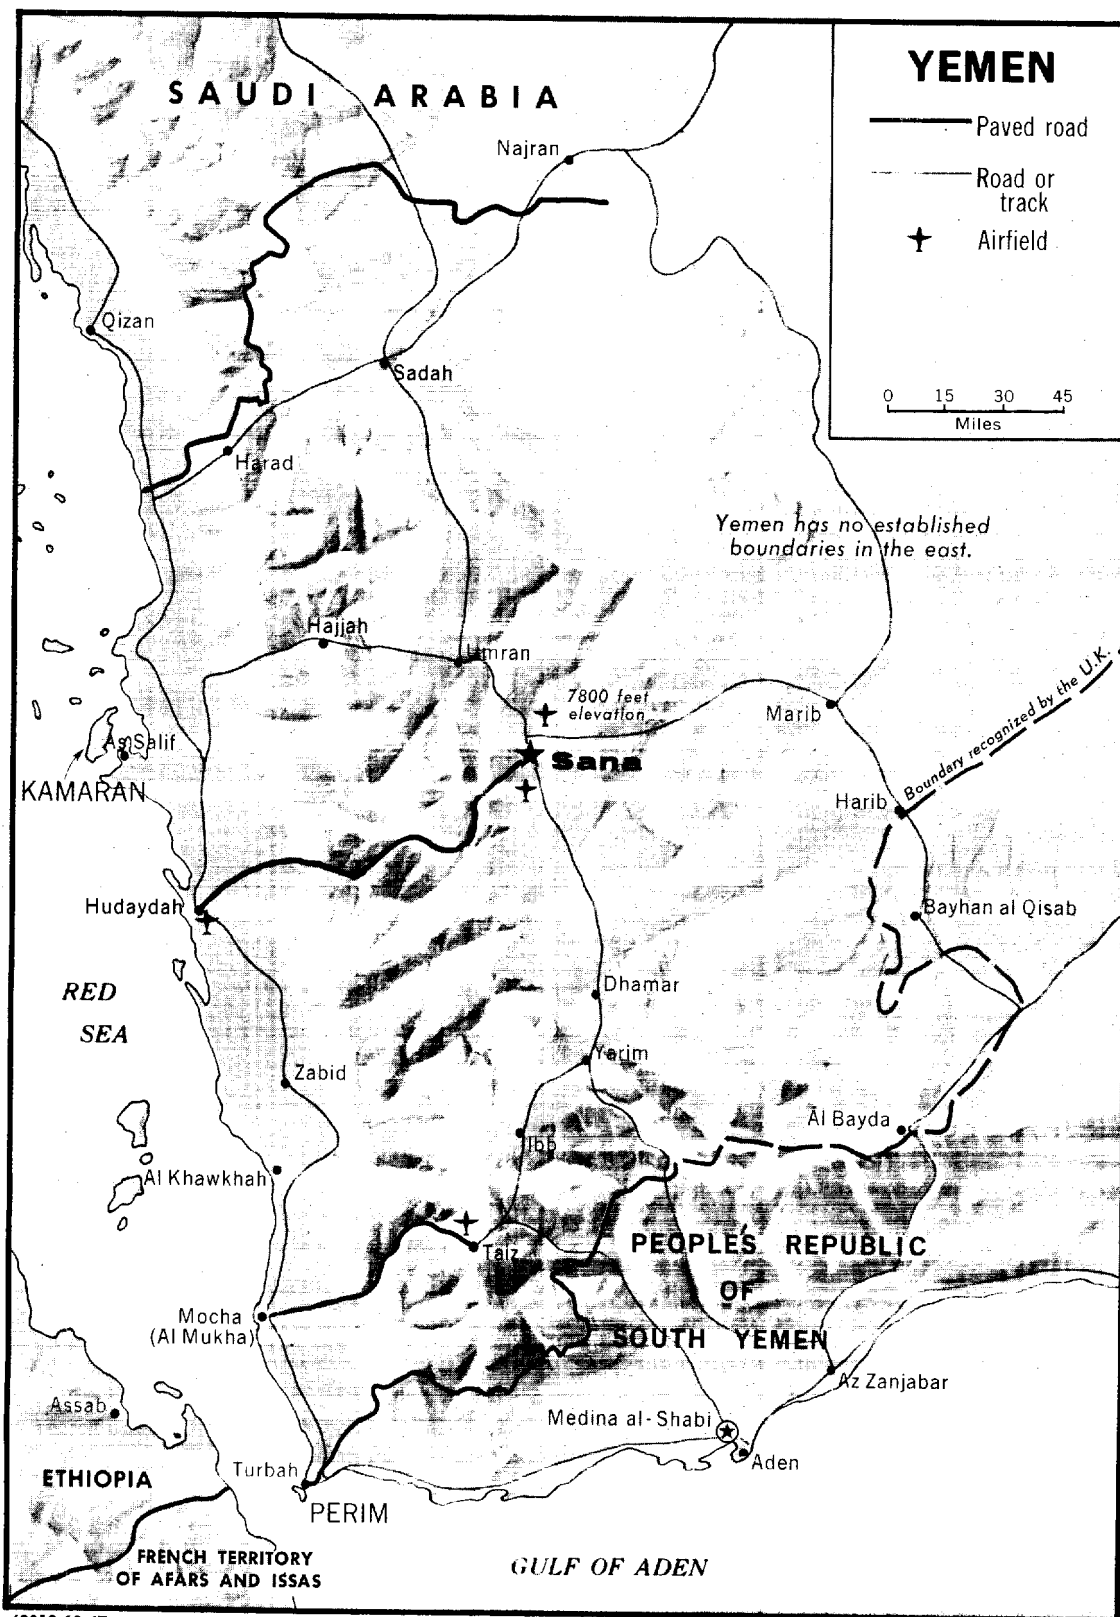 YEMEN
Paved road
Road or
track
Airfield
0 15 30 45
Miles
SAUDI ARABIA
Najran
Qizan
Sadah
Harad
Yemen has no established
boundaries in the east.
Hajjah
Umran
7800 feet
elevation
Marib
Boundary recognized by the U.K.
As Salif
Sana
KAMARAN
Harib
Hudaydah
Bayhan al Qisab
RED
SEA
Dhamar
Yarim
Zabid
Al Bayda
Ibb
Al Khawkhah
Taiz
PEOPLE'S REPUBLIC
OF
SOUTH YEMEN
Mocha
(Al Mukha)
Az Zanjabar
Assab
Medina al-Shabi
Aden
ETHIOPIA
Turbah
PERIM
FRENCH TERRITORY
OF AFARS AND ISSAS
GULF OF ADEN